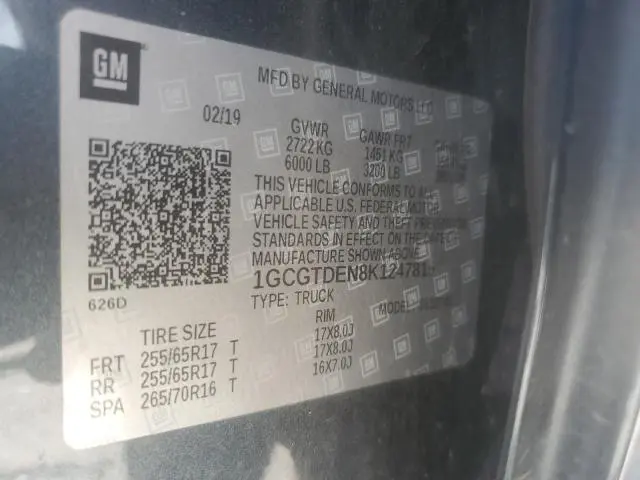 GM
MFD BY GENERAL MOTORS LLC
02/19
GVWR GAWR FRT
2722 KG 1451 KG
6000 LB 3200 LB
THIS VEHICLE CONFORMS TO ALL
APPLICABLE U.S. FEDERAL MOTOR
VEHICLE SAFETY AND THEFT PREVENTION
STANDARDS IN EFFECT ON THE DATE OF
MANUFACTURE SHOWN ABOVE.
1GCGTDEN8K124781
TYPE: TRUCK MODEL:
626D
TIRE SIZE RIM
FRT 255/65R17 T 17X8.0J
RR 255/65R17 T 17X8.0J
SPA 265/70R16 T 16X7.0J